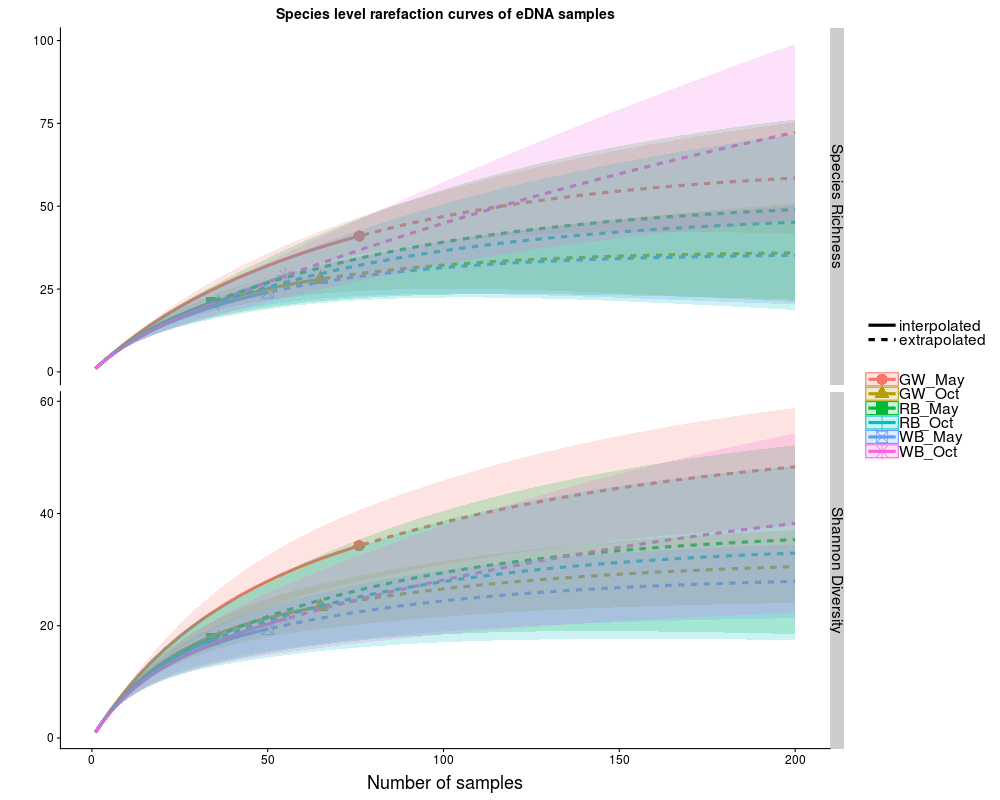 Species level rarefaction curves of eDNA samples
100
75
50
25
0
Species Richness
60
40
20
0
Shannon Diversity
0
50
100
150
200
Number of samples
interpolated
extrapolated
GW_May
GW_Oct
RB_May
RB_Oct
WB_May
WB_Oct